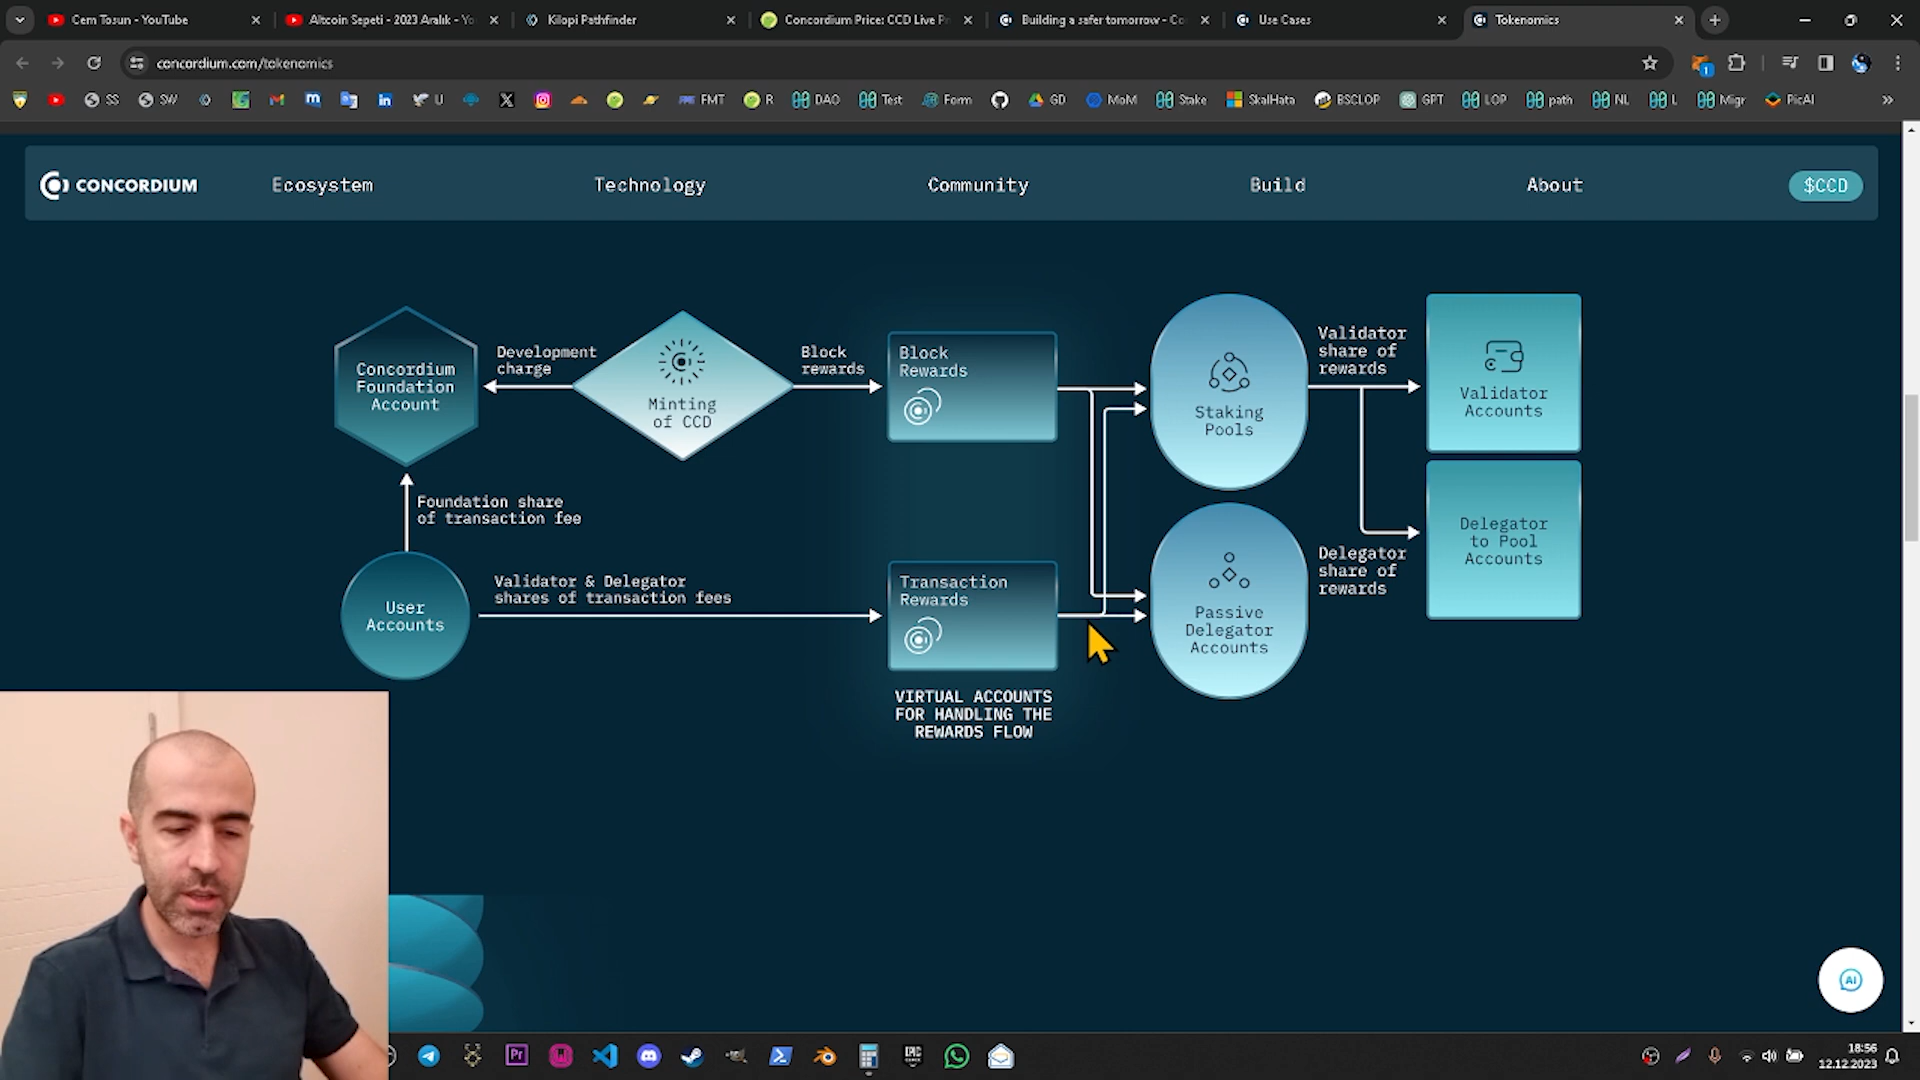 Cem Tosun - YouTube
Altcoin Sepeti - 2023 Aralık - Yo
Kilopi Pathfinder
Concordium Price: CCD Live Pr
Building a safer tomorrow - Co
Use Cases
Tokenomics
concordium.com/tokenomics
SS
SW
U
FMT
R
DAO
Test
Form
GD
MoM
Stake
SkalHata
BSCLOP
GPT
LOP
path
NL
L
Migr
PicAI
CONCORDIUM
Ecosystem
Technology
Community
Build
About
$CCD
Concordium
Foundation
Account
Development
charge
Minting
of CCD
Block
rewards
Block
Rewards
Staking
Pools
Validator
share of
rewards
Validator
Accounts
Foundation share
of transaction fee
User
Accounts
Validator & Delegator
shares of transaction fees
Transaction
Rewards
Passive
Delegator
Accounts
Delegator
share of
rewards
Delegator
to Pool
Accounts
VIRTUAL ACCOUNTS
FOR HANDLING THE
REWARDS FLOW
AI
Pr
EPIC
18:56
12.12.2023